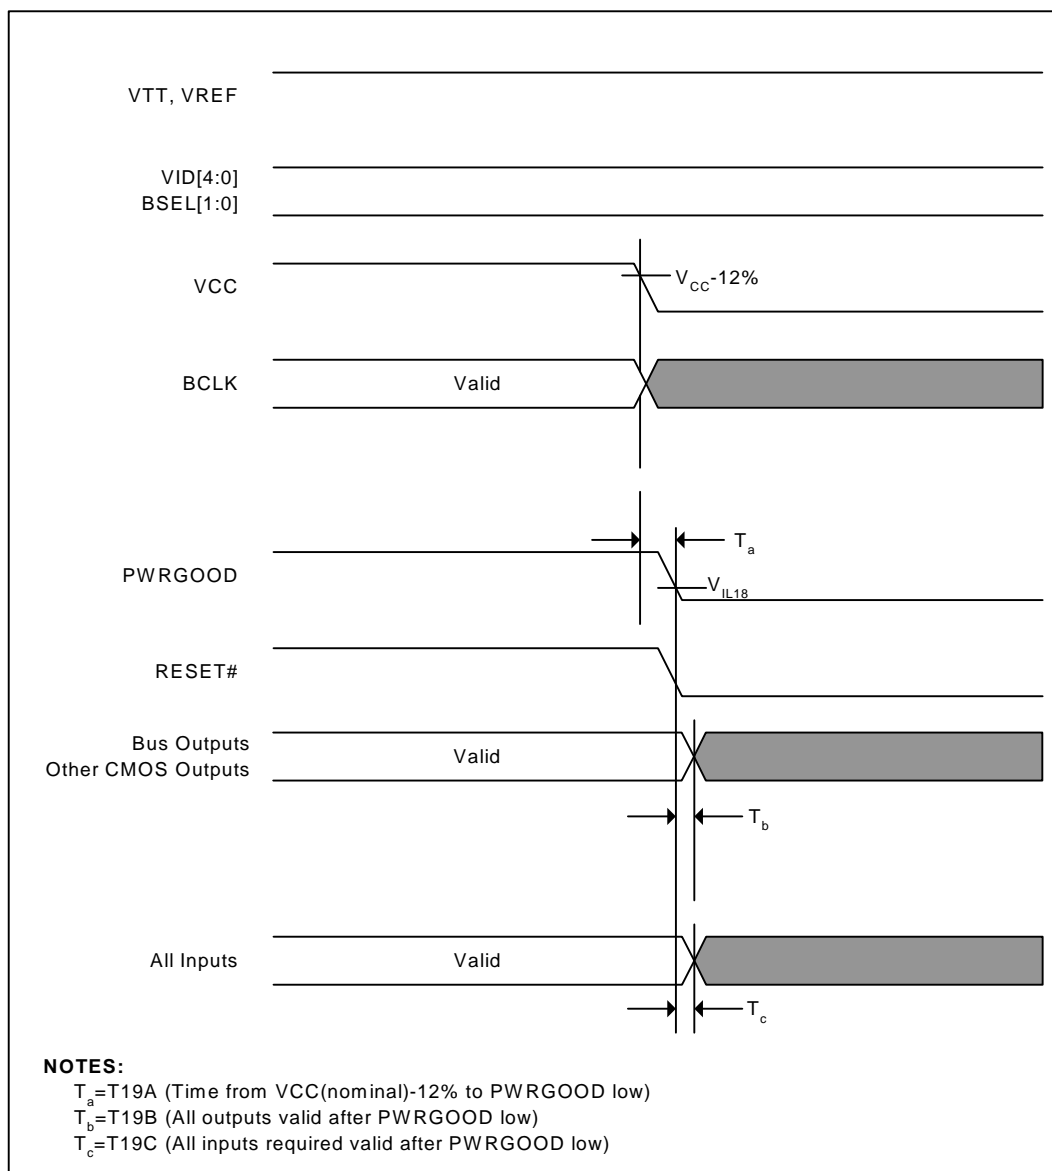 VTT, VREF
VID[4:0]
BSEL[1:0]
VCC
VCC-12%
BCLK
Valid
Ta
PWRGOOD
VIL18
RESET#
Bus Outputs
Other CMOS Outputs
Valid
Tb
All Inputs
Valid
Tc
NOTES:
Ta=T19A (Time from VCC(nominal)-12% to PWRGOOD low)
Tb=T19B (All outputs valid after PWRGOOD low)
Tc=T19C (All inputs required valid after PWRGOOD low)